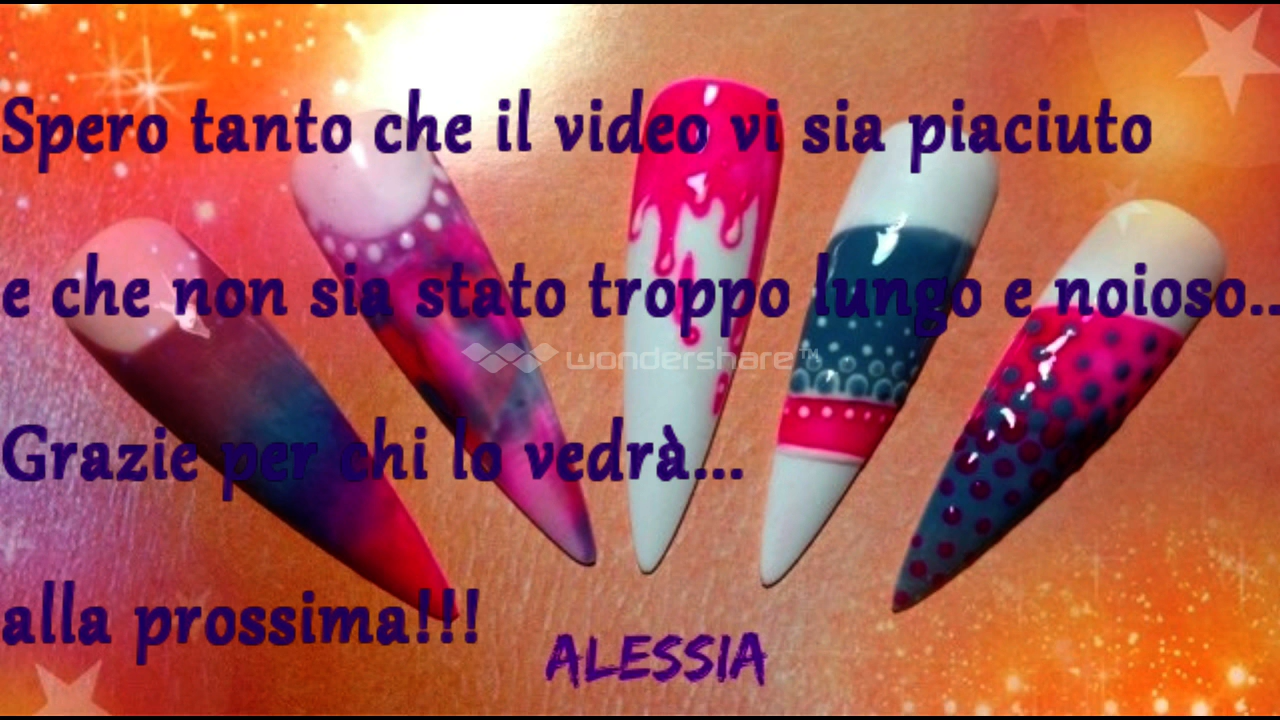 Spero tanto che il video vi sia piaciuto
e che non sia stato troppo lungo e noioso..
wondershare™
Grazie per chi lo vedrà...
alla prossima!!!
ALESSIA